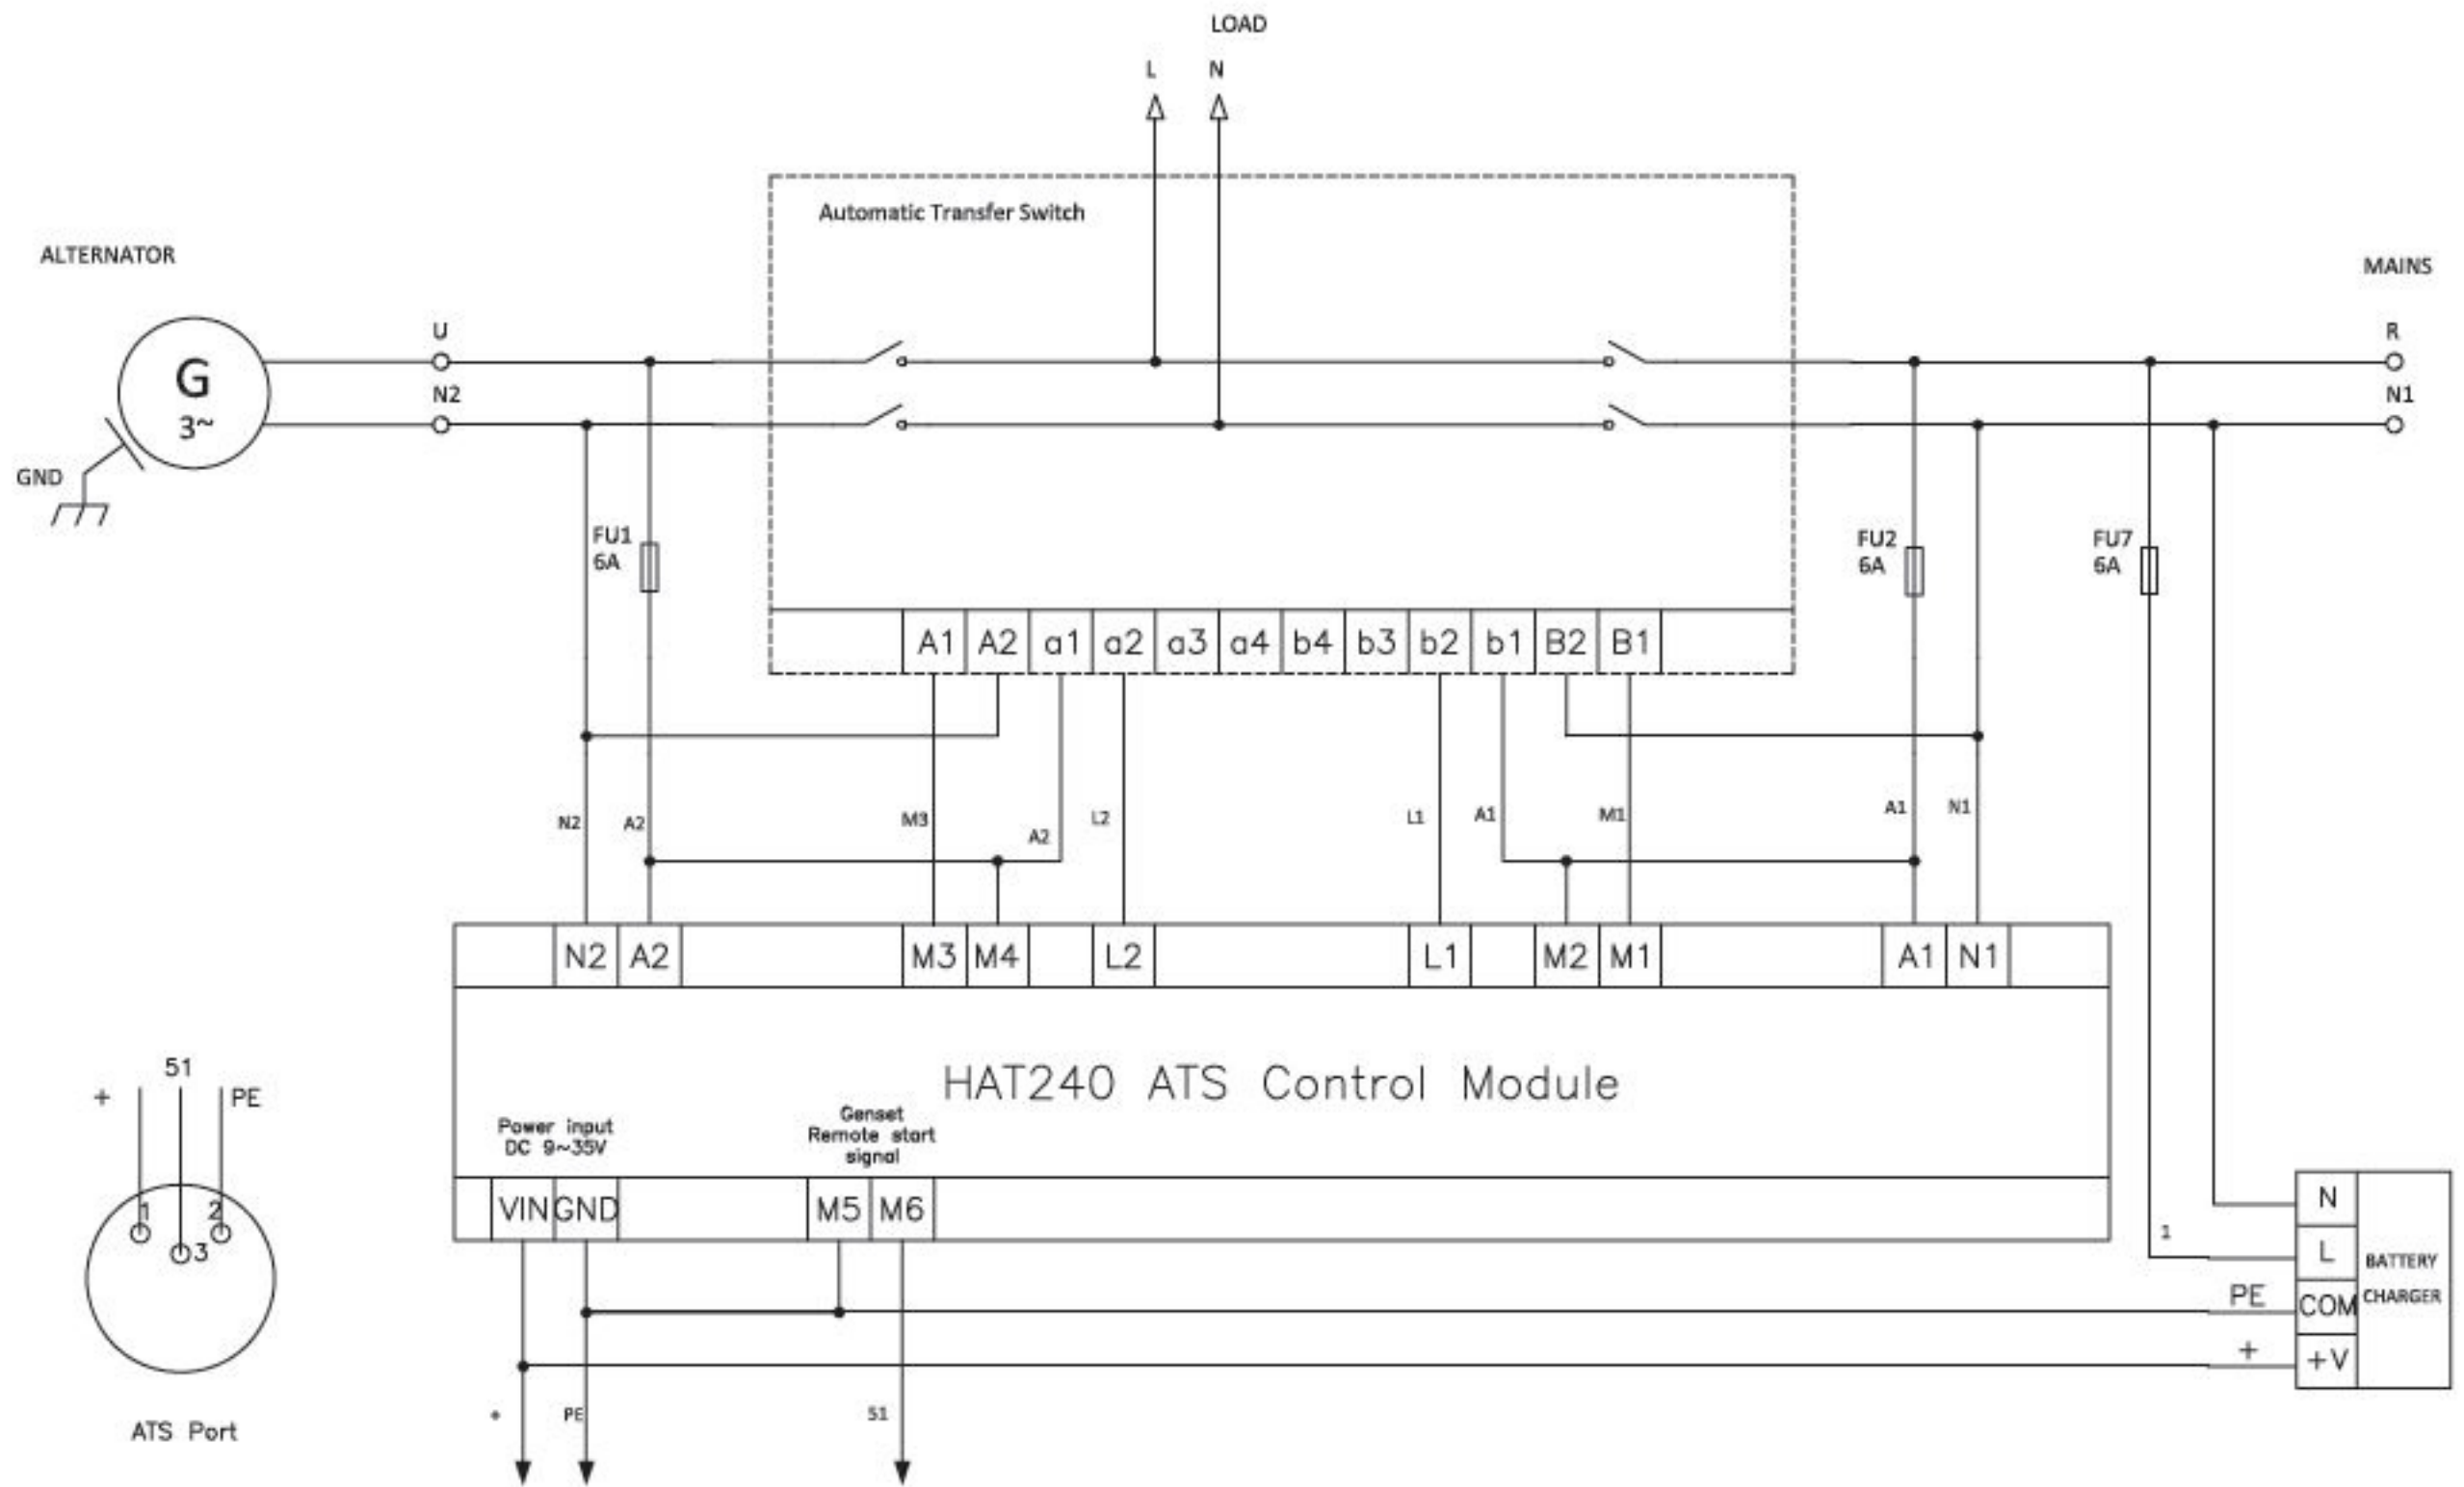 LOAD
L N
Automatic Transfer Switch
ALTERNATOR
MAINS
U
R
G
3~
N2
N1
GND
FU1
6A
FU2
6A
FU7
6A
A1 A2 a1 a2 a3 a4 b4 b3 b2 b1 B2 B1
N2 A2 M3 A2 L2 L1 A1 M1 A1 N1
N2 A2 M3 M4 L2 L1 M2 M1 A1 N1
HAT240 ATS Control Module
Power input
DC 9~35V
Genset
Remote start
signal
VIN GND M5 M6
51
+ PE
1 2
3
ATS Port
N
1
L
BATTERY
CHARGER
PE COM
+ +V
+ PE 51